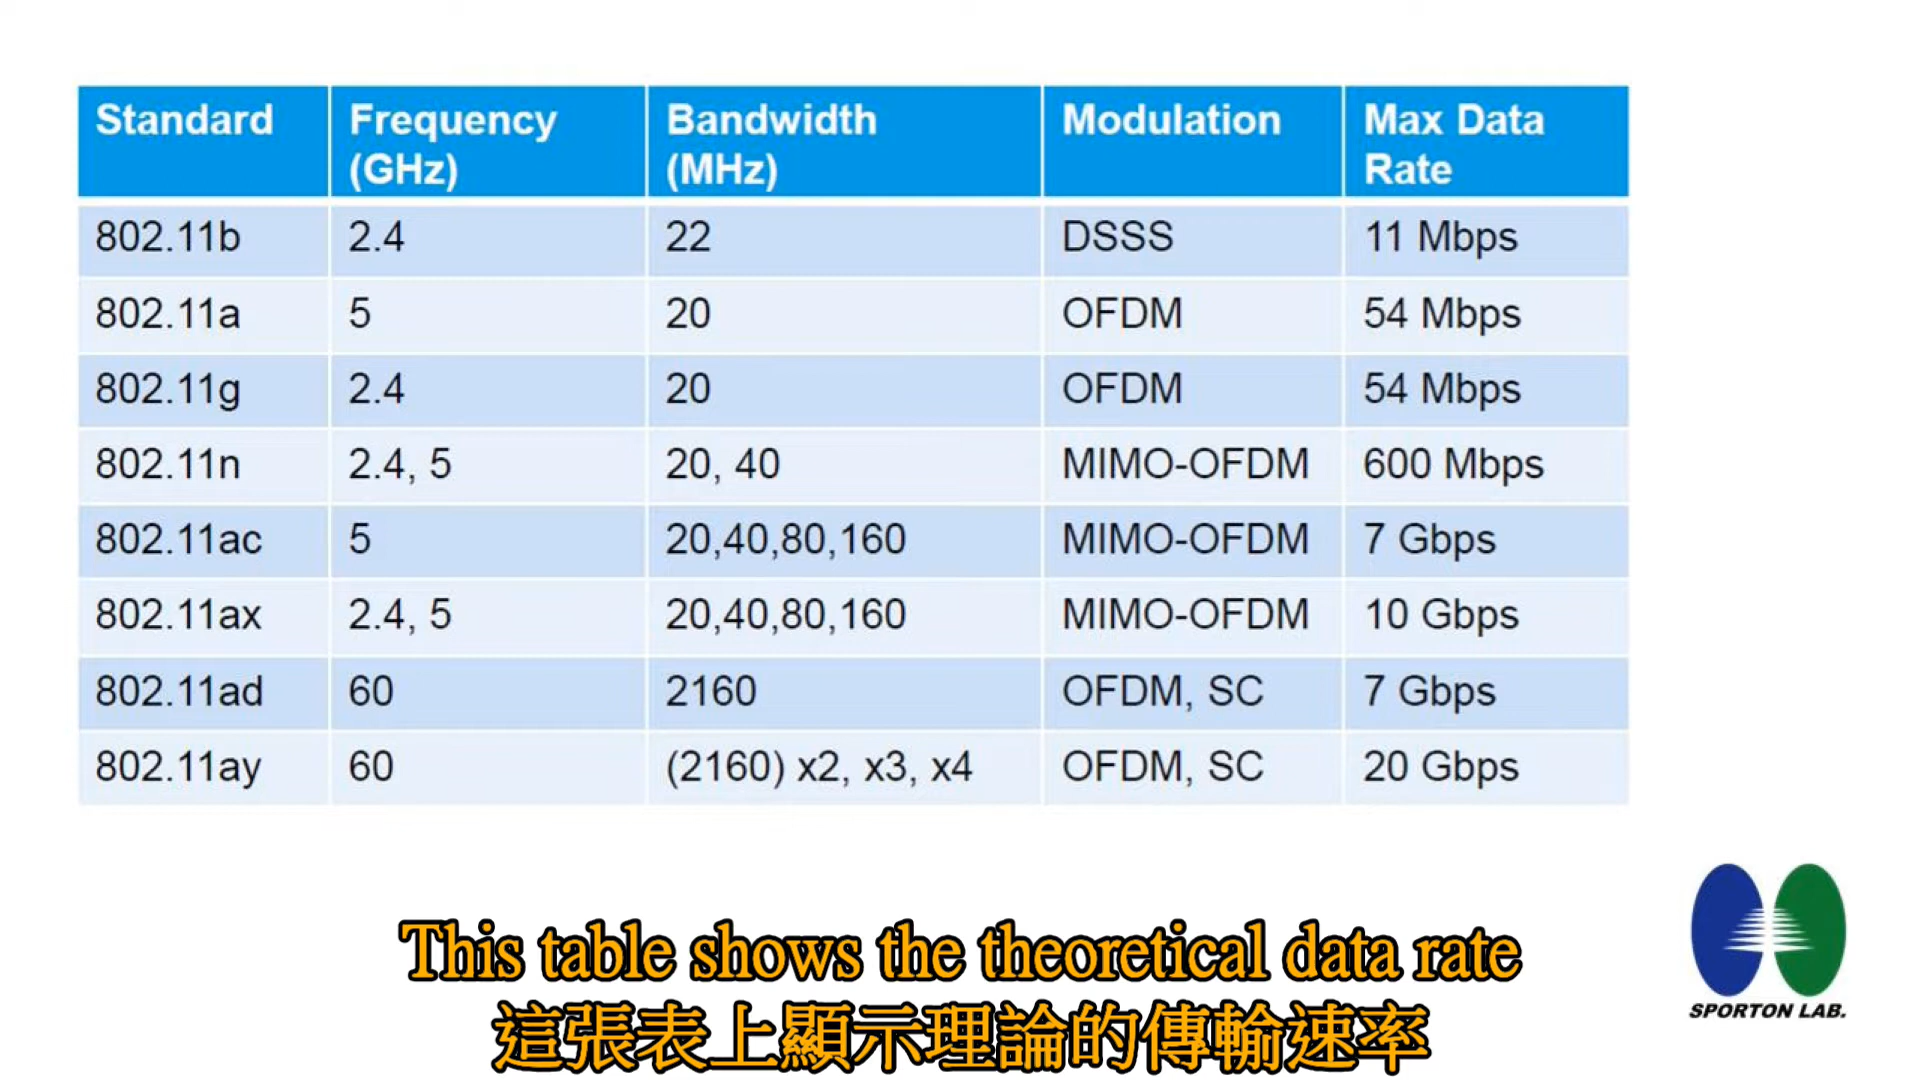 Standard Frequency (GHz) Bandwidth (MHz) Modulation Max Data Rate
802.11b 2.4 22 DSSS 11 Mbps
802.11a 5 20 OFDM 54 Mbps
802.11g 2.4 20 OFDM 54 Mbps
802.11n 2.4, 5 20, 40 MIMO-OFDM 600 Mbps
802.11ac 5 20,40,80,160 MIMO-OFDM 7 Gbps
802.11ax 2.4, 5 20,40,80,160 MIMO-OFDM 10 Gbps
802.11ad 60 2160 OFDM, SC 7 Gbps
802.11ay 60 (2160) x2, x3, x4 OFDM, SC 20 Gbps
This table shows the theoretical data rate
這張表上顯示理論的傳輸速率
SPORTON LAB.